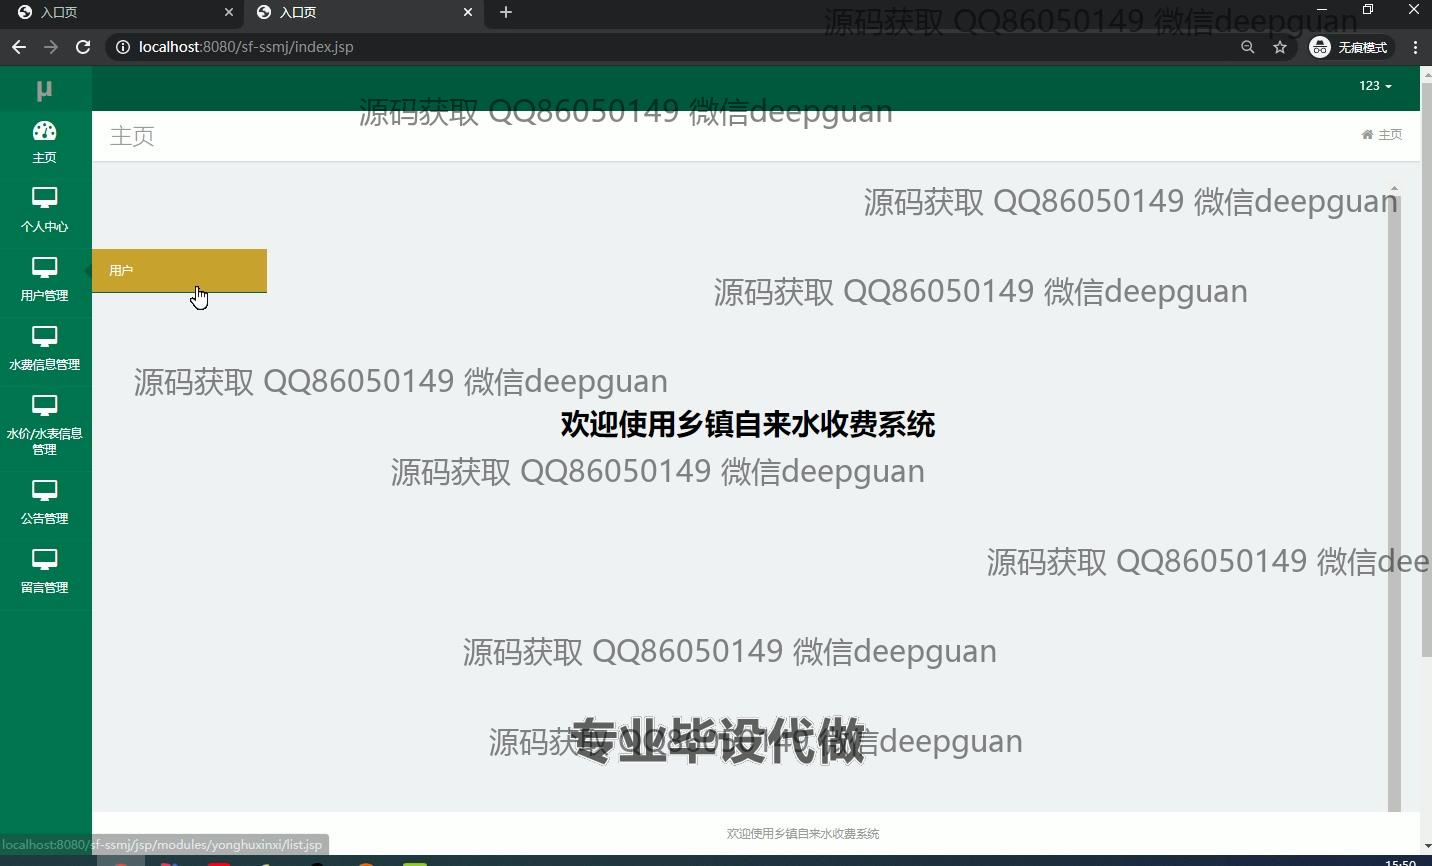 入口页
入口页
源码获取 QQ86050149 微信deepguan
localhost:8080/sf-ssmj/index.jsp
无痕模式
μ
123
源码获取 QQ86050149 微信deepguan
主页
主页
主页
源码获取 QQ86050149 微信deepguan
个人中心
用户
用户管理
源码获取 QQ86050149 微信deepguan
水费信息管理
源码获取 QQ86050149 微信deepguan
欢迎使用乡镇自来水收费系统
水价/水表信息
管理
源码获取 QQ86050149 微信deepguan
公告管理
源码获取 QQ86050149 微信dee
留言管理
源码获取 QQ86050149 微信deepguan
源码获取 QQ86050149 微信deepguan
专业毕设代做
欢迎使用乡镇自来水收费系统
localhost:8080/sf-ssmj/jsp/modules/yonghuxinxi/list.jsp
15:50